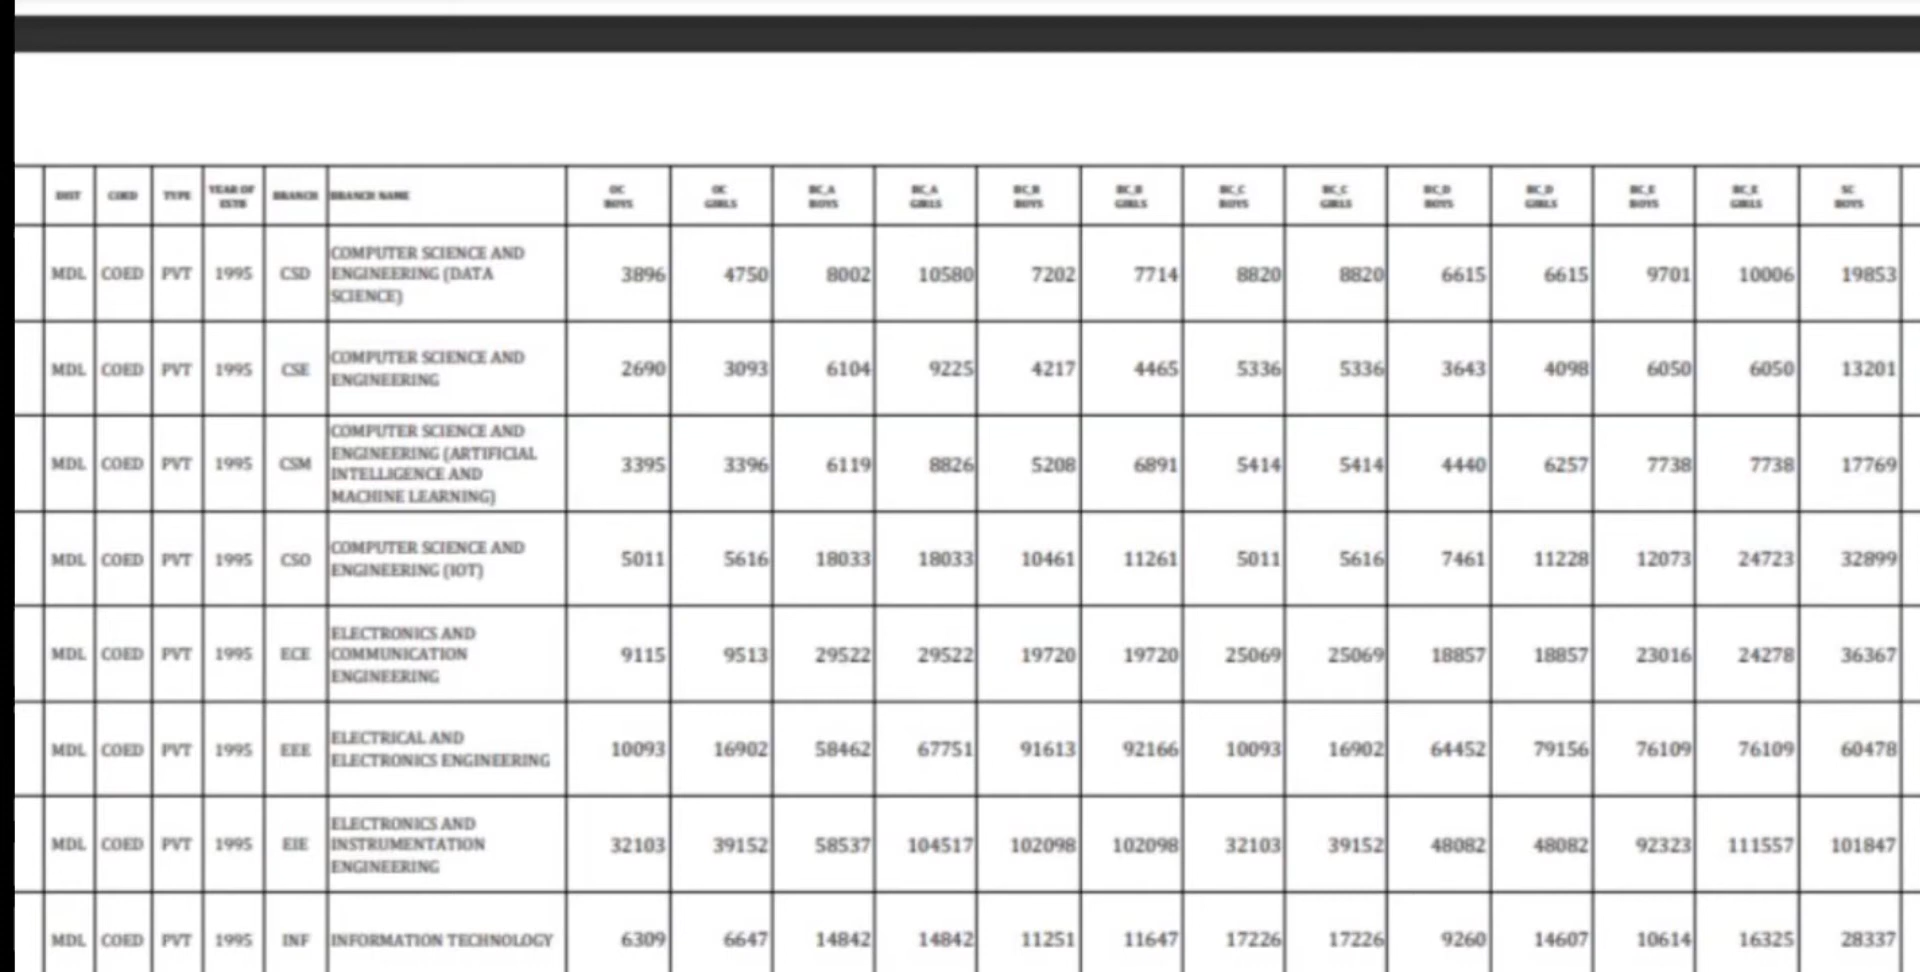 DIST COED TYPE YEAR OF ESTB BRANCH BRANCH NAME OC BOYS OC GIRLS BC_A BOYS BC_A GIRLS BC_B BOYS BC_B GIRLS BC_C BOYS BC_C GIRLS BC_D BOYS BC_D GIRLS BC_E BOYS BC_E GIRLS SC BOYS
MDL COED PVT 1995 CSD COMPUTER SCIENCE AND ENGINEERING (DATA SCIENCE) 3896 4750 8002 10580 7202 7714 8820 8820 6615 6615 9701 10006 19853
MDL COED PVT 1995 CSE COMPUTER SCIENCE AND ENGINEERING 2690 3093 6104 9225 4217 4465 5336 5336 3643 4098 6050 6050 13201
MDL COED PVT 1995 CSM COMPUTER SCIENCE AND ENGINEERING (ARTIFICIAL INTELLIGENCE AND MACHINE LEARNING) 3395 3396 6119 8826 5208 6891 5414 5414 4440 6257 7738 7738 17769
MDL COED PVT 1995 CSO COMPUTER SCIENCE AND ENGINEERING (IOT) 5011 5616 18033 18033 10461 11261 5011 5616 7461 11228 12073 24723 32899
MDL COED PVT 1995 ECE ELECTRONICS AND COMMUNICATION ENGINEERING 9115 9513 29522 29522 19720 19720 25069 25069 18857 18857 23016 24278 36367
MDL COED PVT 1995 EEE ELECTRICAL AND ELECTRONICS ENGINEERING 10093 16902 58462 67751 91613 92166 10093 16902 64452 79156 76109 76109 60478
MDL COED PVT 1995 EIE ELECTRONICS AND INSTRUMENTATION ENGINEERING 32103 39152 58537 104517 102098 102098 32103 39152 48082 48082 92323 111557 101847
MDL COED PVT 1995 INF INFORMATION TECHNOLOGY 6309 6647 14842 14842 11251 11647 17226 17226 9260 14607 10614 16325 28337